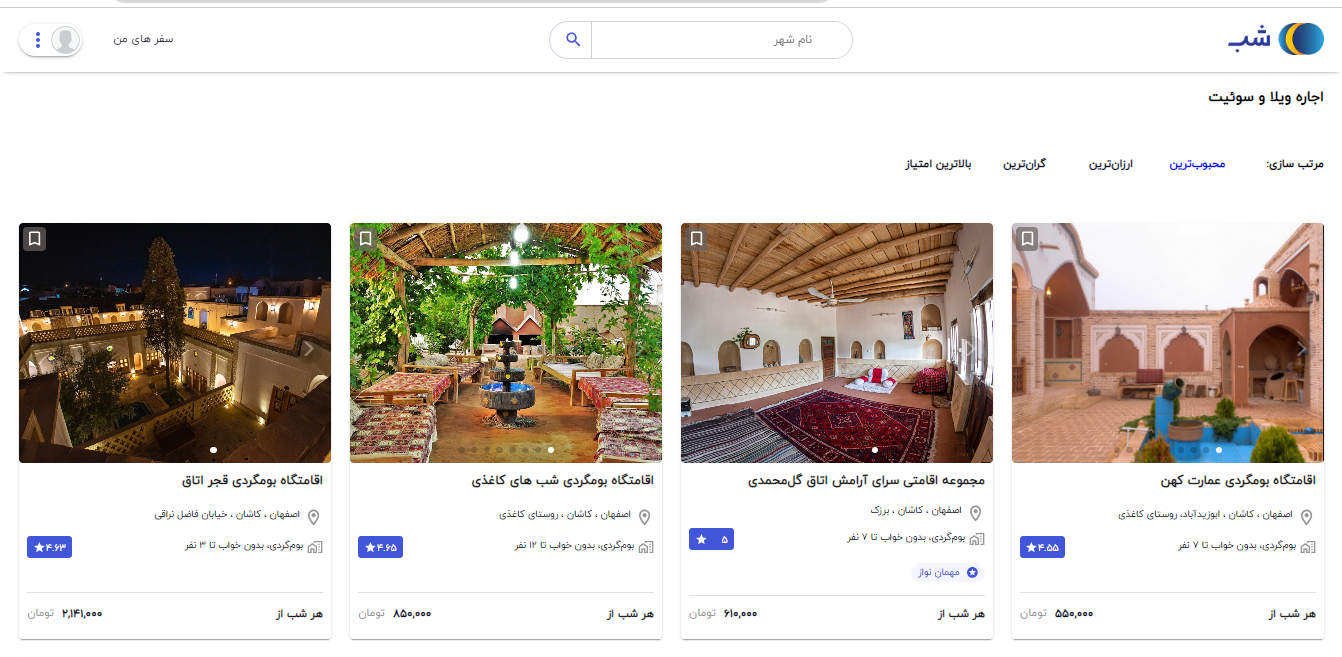 شب
نام شهر
سفر های من
اجاره ویلا و سوئیت
مرتب سازی:
محبوب‌ترین
ارزان‌ترین
گران‌ترین
بالاترین امتیاز
اقامتگاه بومگردی عمارت کهن
اصفهان ، کاشان ، ابوزیدآباد، روستای کاغذی
بوم‌گردی، بدون خواب تا ۷ نفر
۴.۵۵
هر شب از
۵۵۰,۰۰۰ تومان
مجموعه اقامتی سرای آرامش اتاق گل‌محمدی
اصفهان ، کاشان ، برزک
بوم‌گردی، بدون خواب تا ۷ نفر
۵
مهمان نواز
هر شب از
۶۱۰,۰۰۰ تومان
اقامتگاه بومگردی شب های کاغذی
اصفهان ، کاشان ، روستای کاغذی
بوم‌گردی، بدون خواب تا ۱۲ نفر
۴.۶۵
هر شب از
۸۵۰,۰۰۰ تومان
اقامتگاه بومگردی قجر اتاق
اصفهان ، کاشان ، خیابان فاضل نراقی
بوم‌گردی، بدون خواب تا ۳ نفر
۴.۶۳
هر شب از
۲,۱۴۱,۰۰۰ تومان